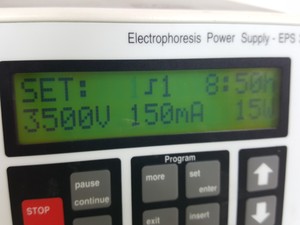 Electrophoresis Power Supply - EPS
SET: ♪1 8:50h
3500V 150mA 15W
Program
pause
continue
more
set
enter
STOP
exit
insert